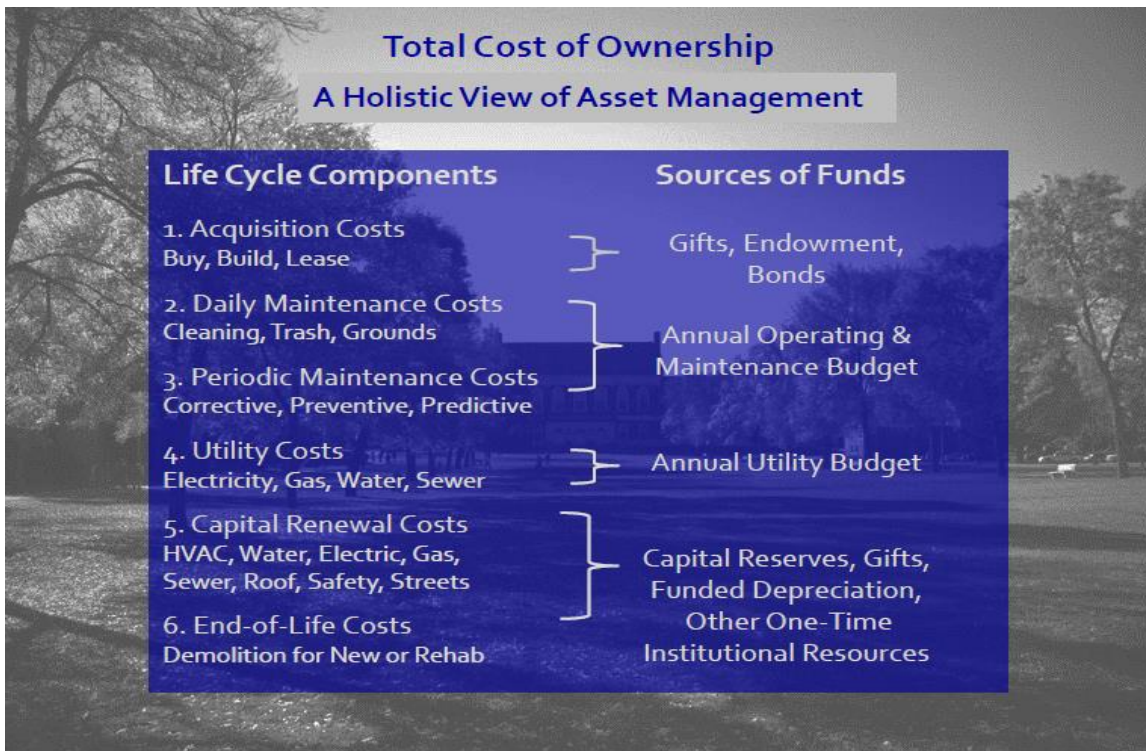 Total Cost of Ownership
A Holistic View of Asset Management
Life Cycle Components
Sources of Funds
1. Acquisition Costs
Buy, Build, Lease
Gifts, Endowment,
Bonds
2. Daily Maintenance Costs
Cleaning, Trash, Grounds
3. Periodic Maintenance Costs
Corrective, Preventive, Predictive
Annual Operating &
Maintenance Budget
4. Utility Costs
Electricity, Gas, Water, Sewer
Annual Utility Budget
5. Capital Renewal Costs
HVAC, Water, Electric, Gas,
Sewer, Roof, Safety, Streets
6. End-of-Life Costs
Demolition for New or Rehab
Capital Reserves, Gifts,
Funded Depreciation,
Other One-Time
Institutional Resources